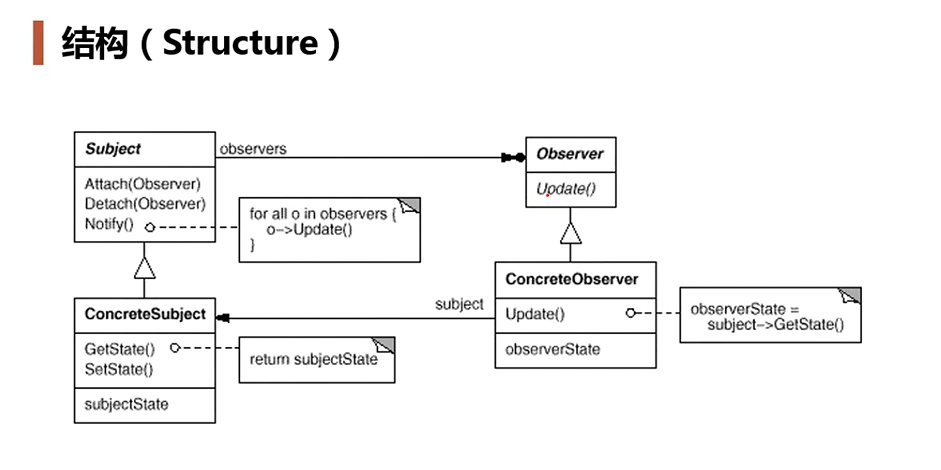 结构（Structure）
Subject
Attach(Observer)
Detach(Observer)
Notify()
observers
for all o in observers {
o->Update()
}
Observer
Update()
ConcreteSubject
GetState()
SetState()
subjectState
return subjectState
subject
ConcreteObserver
Update()
observerState
observerState =
subject->GetState()